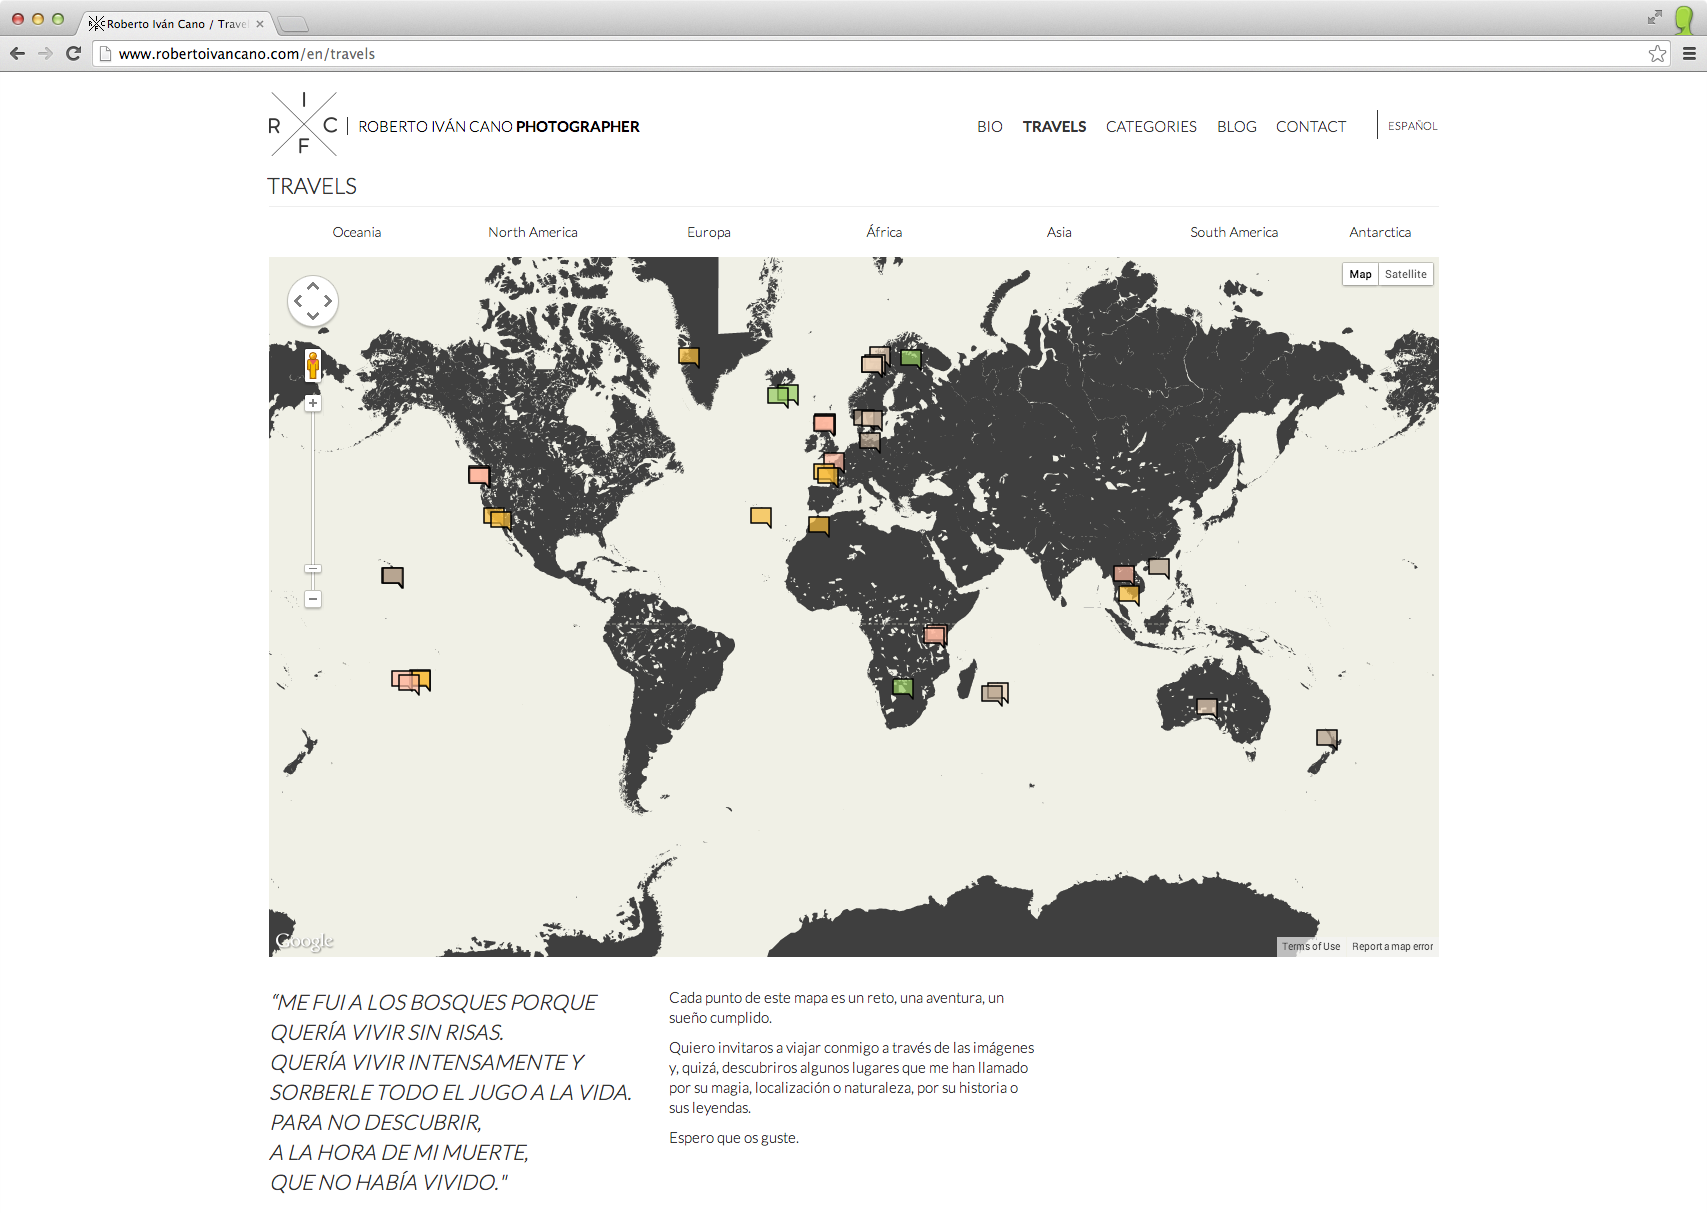 Roberto Iván Cano / Trave
www.robertoivancano.com/en/travels
I
R C
F
ROBERTO IVÁN CANO PHOTOGRAPHER
BIO TRAVELS CATEGORIES BLOG CONTACT ESPAÑOL
TRAVELS
Oceania North America Europa África Asia South America Antarctica
Map Satellite
Google
Terms of Use Report a map error
“ME FUI A LOS BOSQUES PORQUE
QUERÍA VIVIR SIN RISAS.
QUERÍA VIVIR INTENSAMENTE Y
SORBERLE TODO EL JUGO A LA VIDA.
PARA NO DESCUBRIR,
A LA HORA DE MI MUERTE,
QUE NO HABÍA VIVIDO."
Cada punto de este mapa es un reto, una aventura, un
sueño cumplido.
Quiero invitaros a viajar conmigo a través de las imágenes
y, quizá, descubriros algunos lugares que me han llamado
por su magia, localización o naturaleza, por su historia o
sus leyendas.
Espero que os guste.